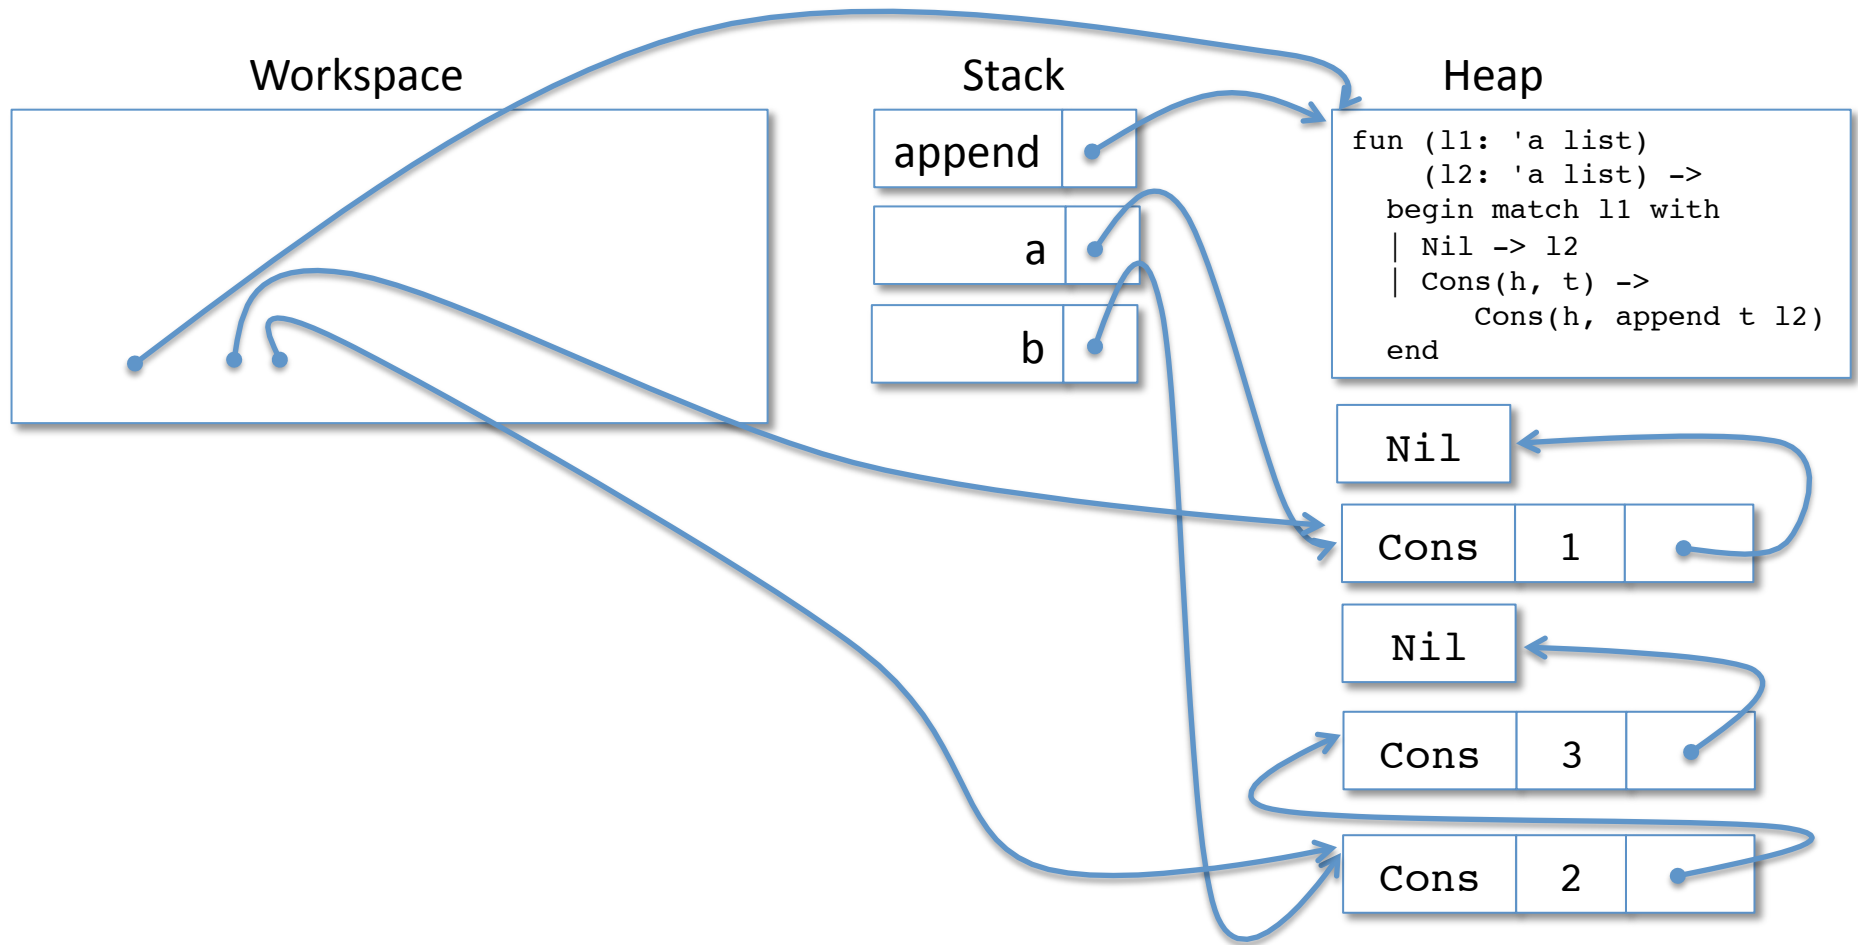 Workspace
Stack
Heap
append
a
b
fun (l1: 'a list)
(l2: 'a list) ->
begin match l1 with
| Nil -> l2
| Cons(h, t) ->
Cons(h, append t l2)
end
Nil
Cons 1
Nil
Cons 3
Cons 2